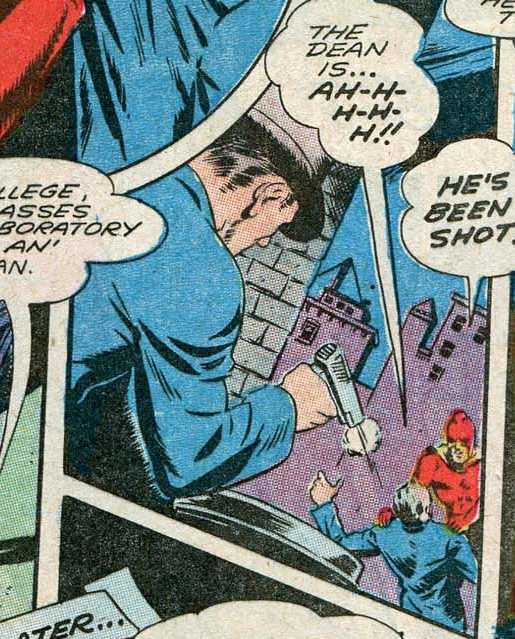 THE
DEAN
IS...
AH-H-
H-H-
H!!
HE'S
BEEN
SHOT.
LLEGE,
ASSES
BORATORY
AN'
AN.
ATER...